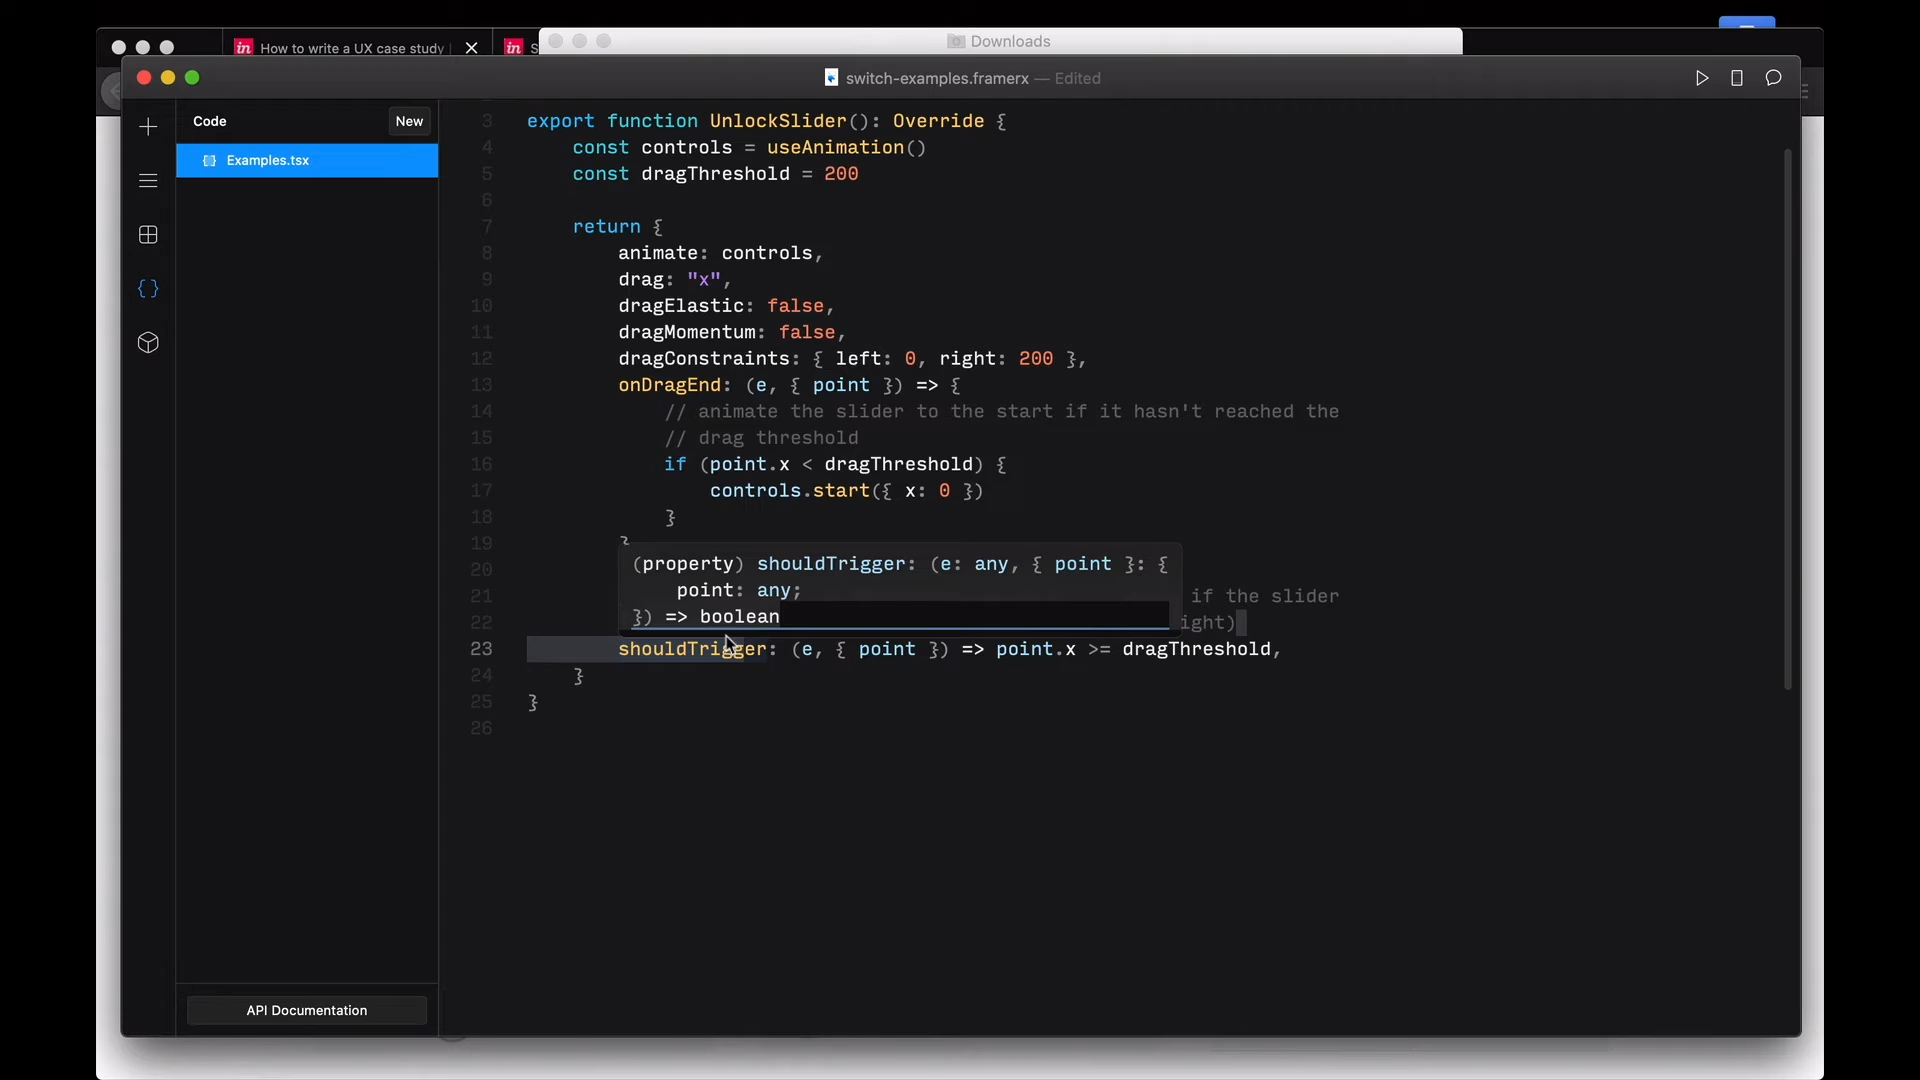 How to write a UX case study
S
Downloads
switch-examples.framerx — Edited
Code
New
Examples.tsx
API Documentation
3 export function UnlockSlider(): Override {
4 const controls = useAnimation()
5 const dragThreshold = 200
6
7 return {
8 animate: controls,
9 drag: "x",
10 dragElastic: false,
11 dragMomentum: false,
12 dragConstraints: { left: 0, right: 200 },
13 onDragEnd: (e, { point }) => {
14 // animate the slider to the start if it hasn't reached the
15 // drag threshold
16 if (point.x < dragThreshold) {
17 controls.start({ x: 0 })
18 }
19
20
(property) shouldTrigger: (e: any, { point }: {
point: any;
}) => boolean
21 if the slider
22 ight)
23 shouldTrigger: (e, { point }) => point.x >= dragThreshold,
24 }
25 }
26